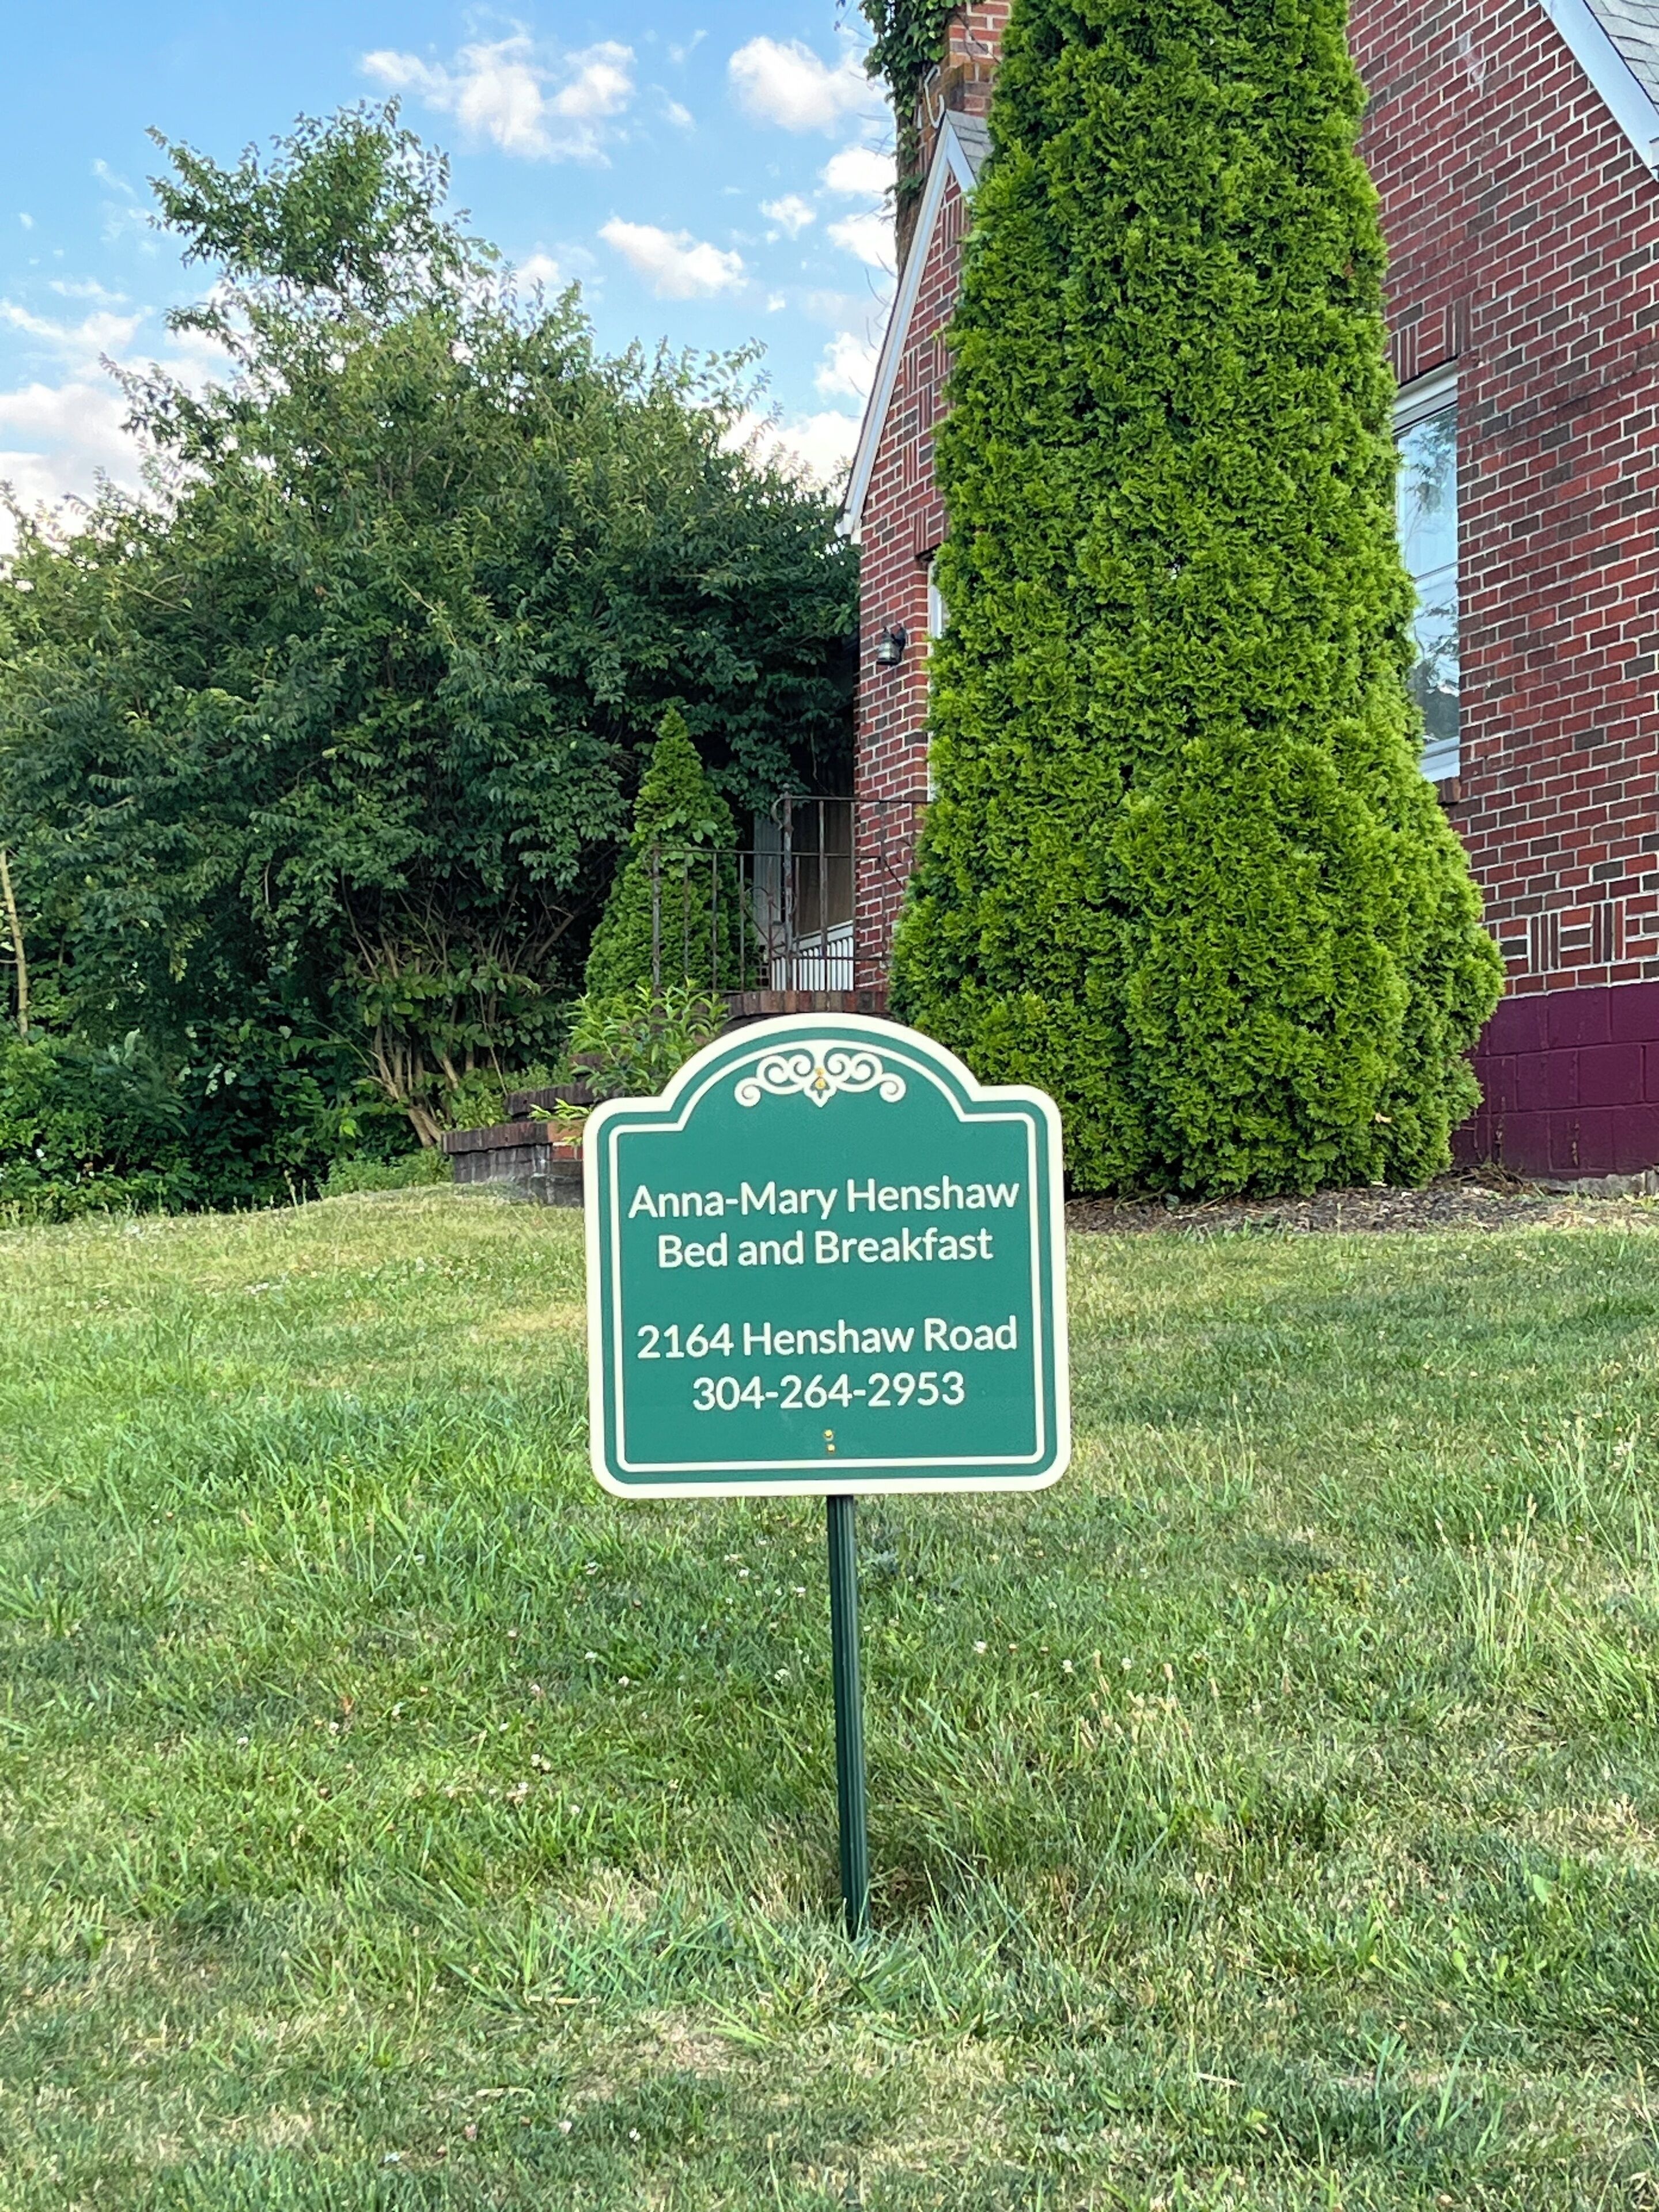 Anna-Mary Henshaw
Bed and Breakfast
2164 Henshaw Road
304-264-2953